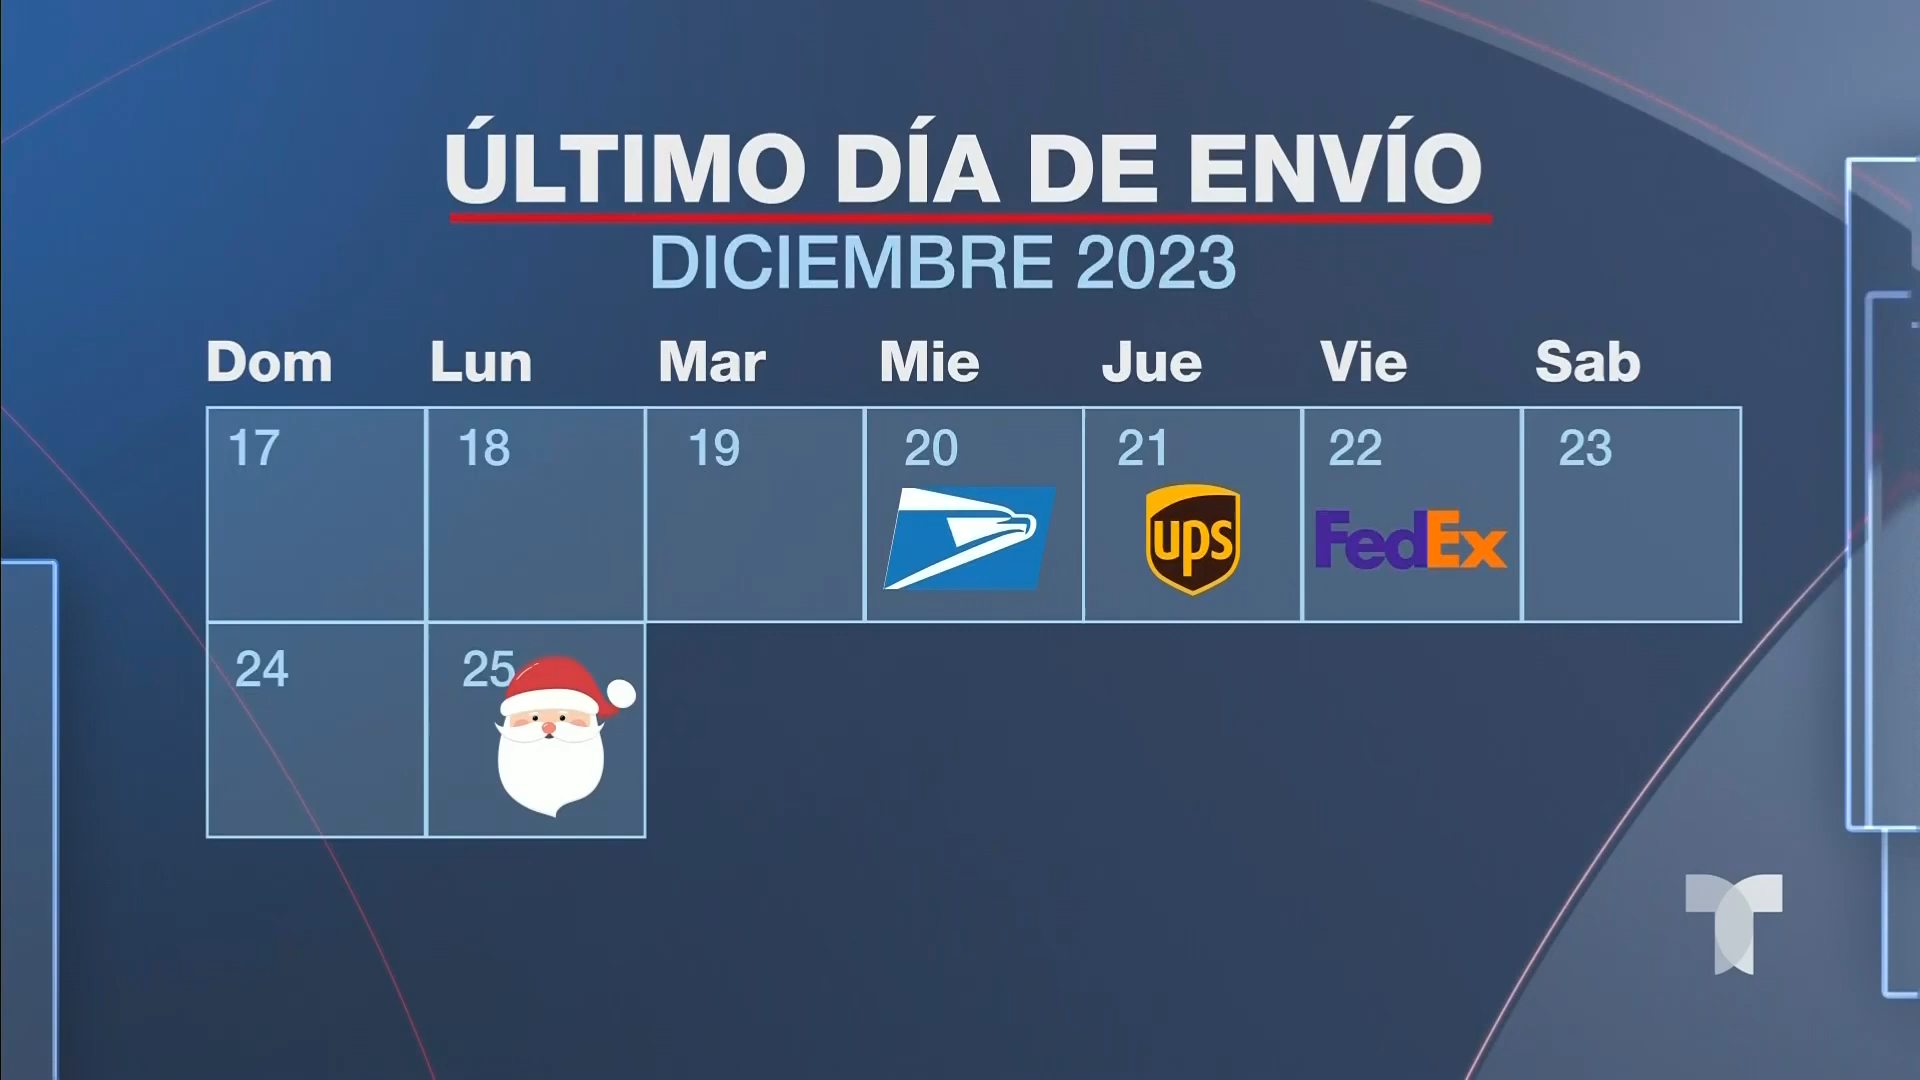 ÚLTIMO DÍA DE ENVÍO
DICIEMBRE 2023
Dom Lun Mar Mie Jue Vie Sab
17 18 19 20 21 22 23
ups FedEx
24 25